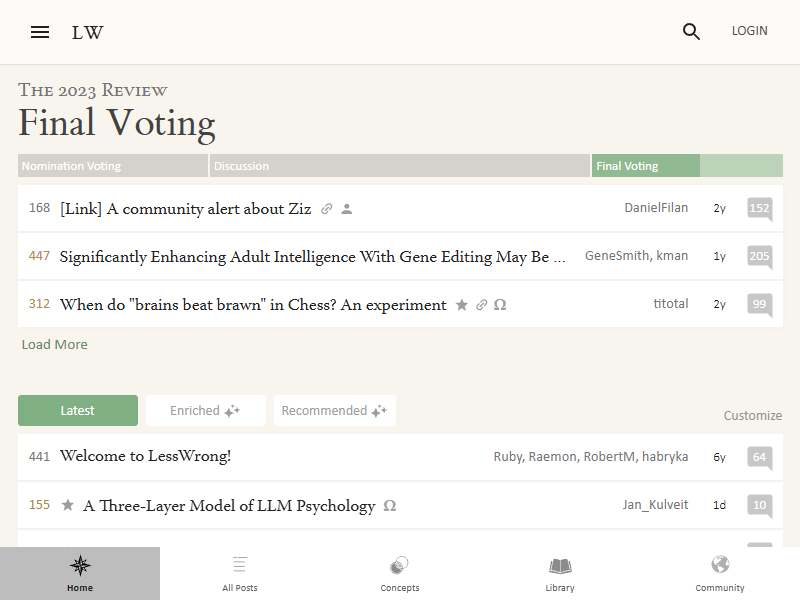 LW
LOGIN
The 2023 Review
Final Voting
Nomination Voting
Discussion
Final Voting
168 [Link] A community alert about Ziz DanielFilan 2y 152
447 Significantly Enhancing Adult Intelligence With Gene Editing May Be ... GeneSmith, kman 1y 205
312 When do "brains beat brawn" in Chess? An experiment Ω titotal 2y 99
Load More
Latest
Enriched
Recommended
Customize
441 Welcome to LessWrong! Ruby, Raemon, RobertM, habryka 6y 64
155 A Three-Layer Model of LLM Psychology Ω Jan_Kulveit 1d 10
Home
All Posts
Concepts
Library
Community